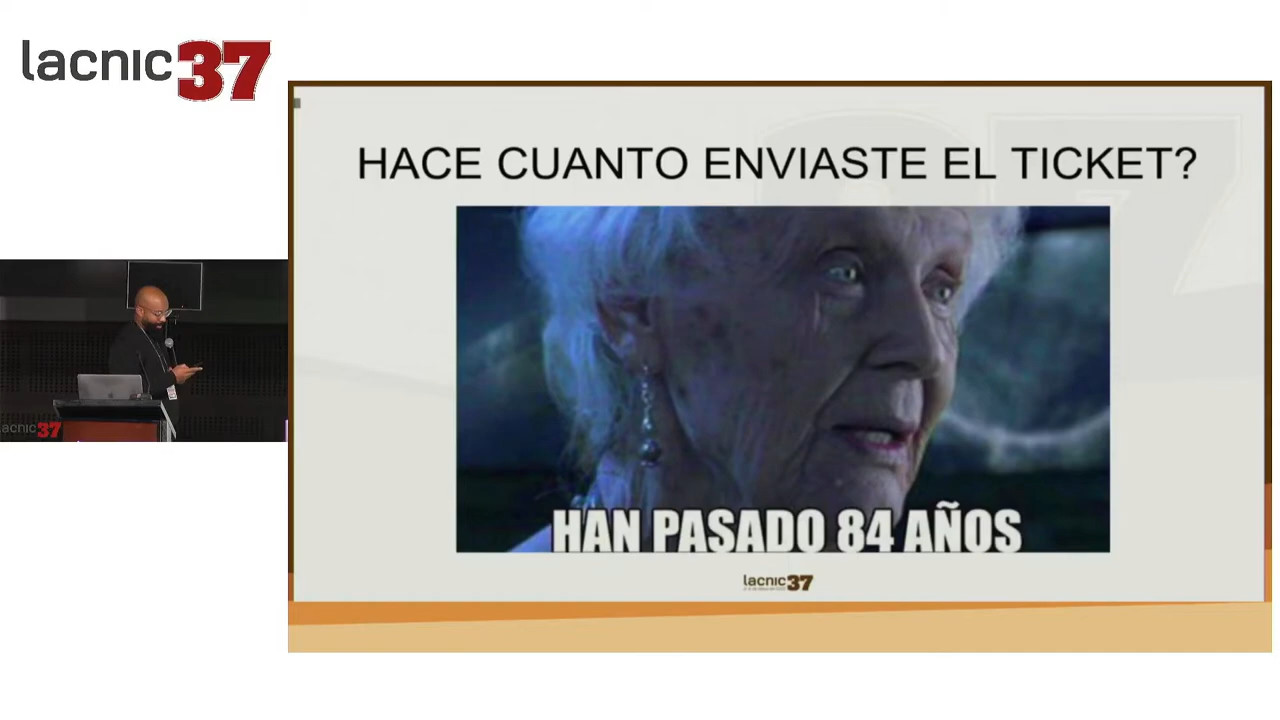 lacnic37
HACE CUANTO ENVIASTE EL TICKET?
HAN PASADO 84 AÑOS
lacnic37
lacnic37